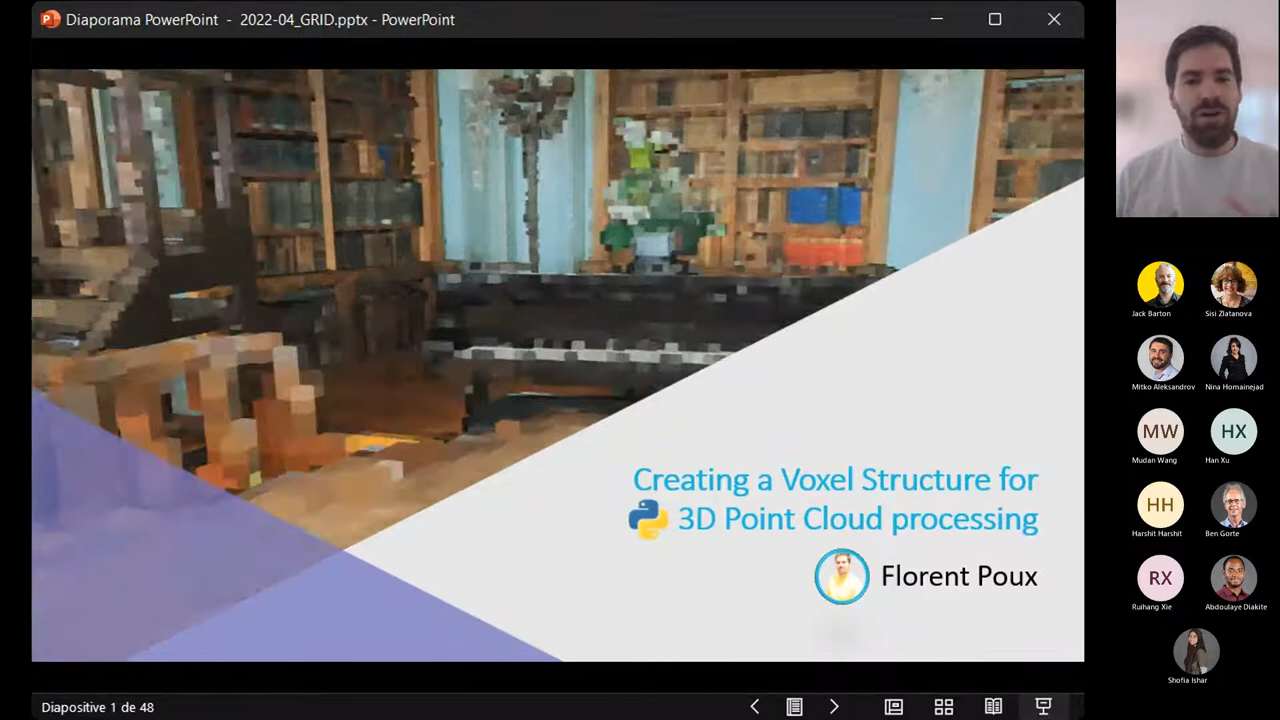 Diaporama PowerPoint - 2022-04_GRID.pptx - PowerPoint
Creating a Voxel Structure for
3D Point Cloud processing
Florent Poux
Diapositive 1 de 48
Jack Barton
Sisi Zlatanova
Mitko Aleksandrov
Nina Homainejad
MW
HX
Mudan Wang
Han Xu
HH
Harshit Harshit
Ben Gorte
RX
Ruihang Xie
Abdoulaye Diakite
Shofia Ishar